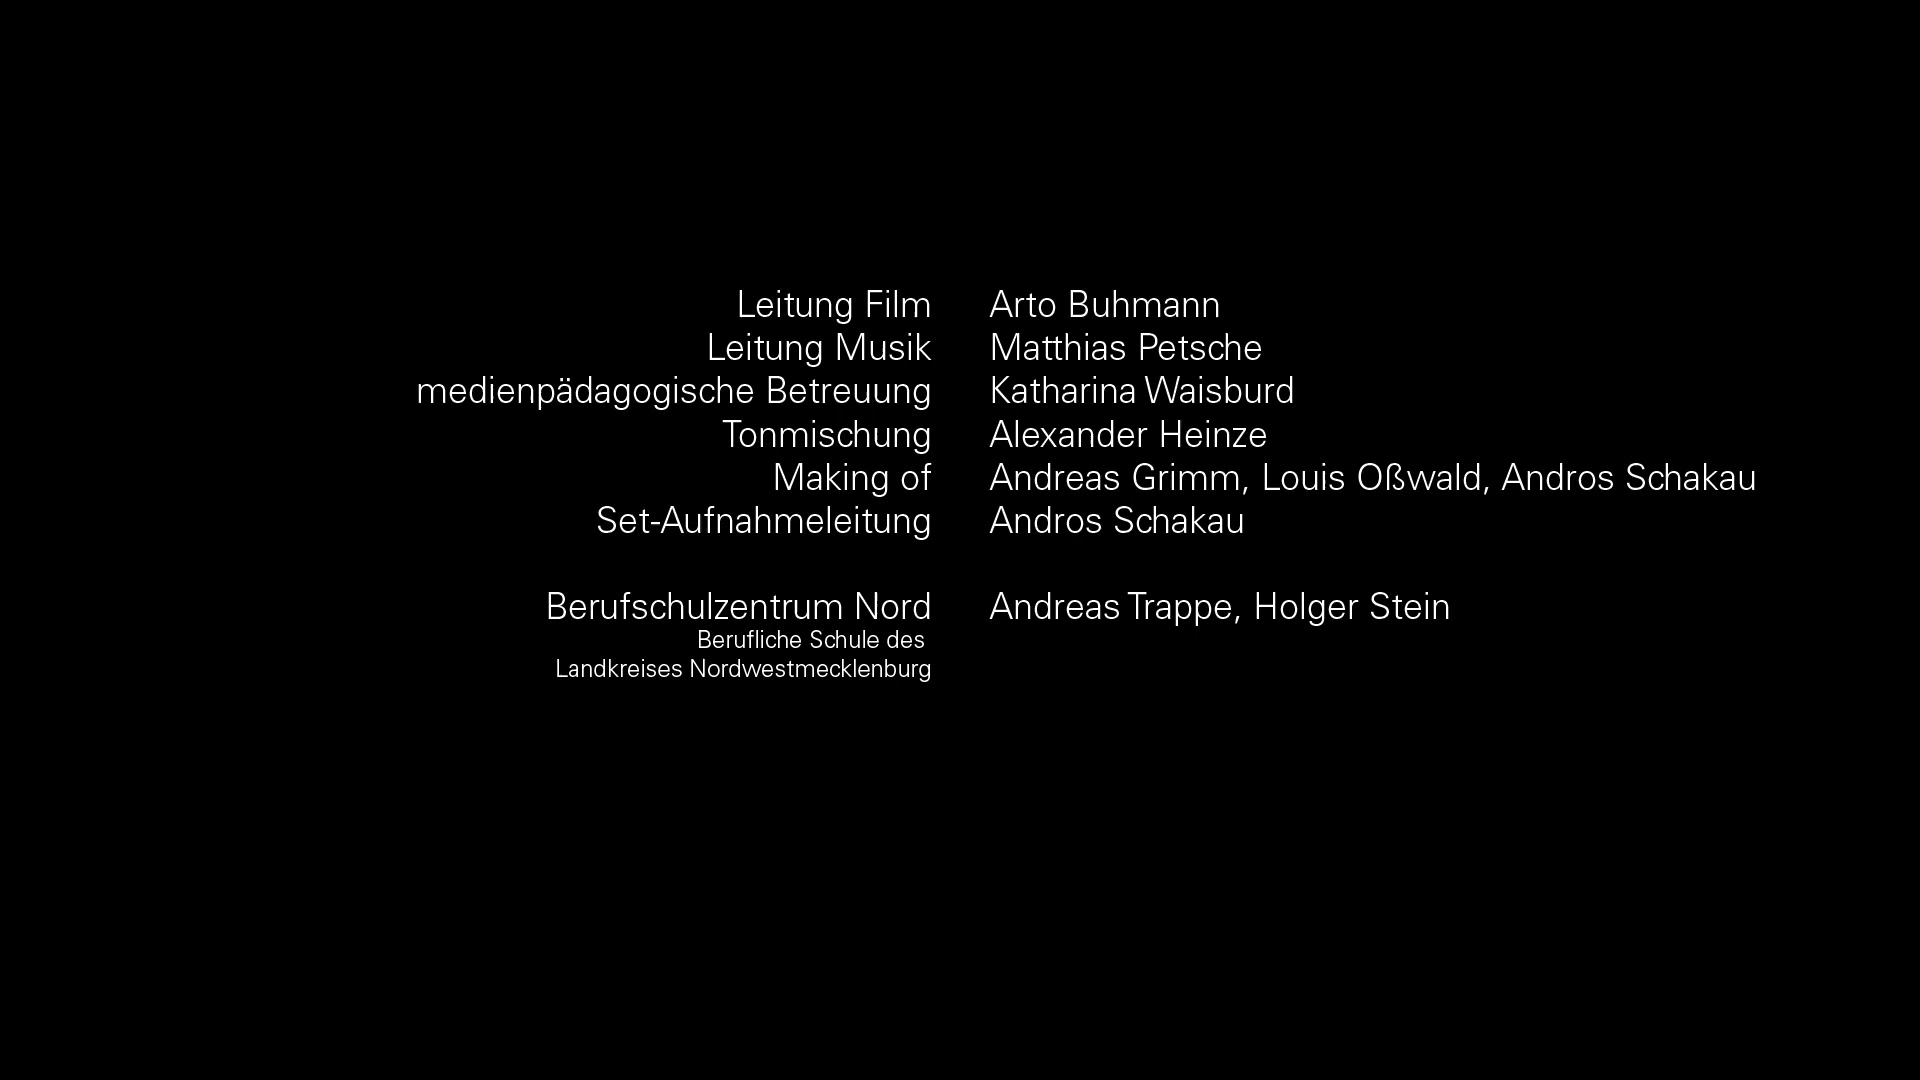 Leitung Film Arto Buhmann
Leitung Musik Matthias Petsche
medienpädagogische Betreuung Katharina Waisburd
Tonmischung Alexander Heinze
Making of Andreas Grimm, Louis Oßwald, Andros Schakau
Set-Aufnahmeleitung Andros Schakau
Berufschulzentrum Nord Andreas Trappe, Holger Stein
Berufliche Schule des
Landkreises Nordwestmecklenburg